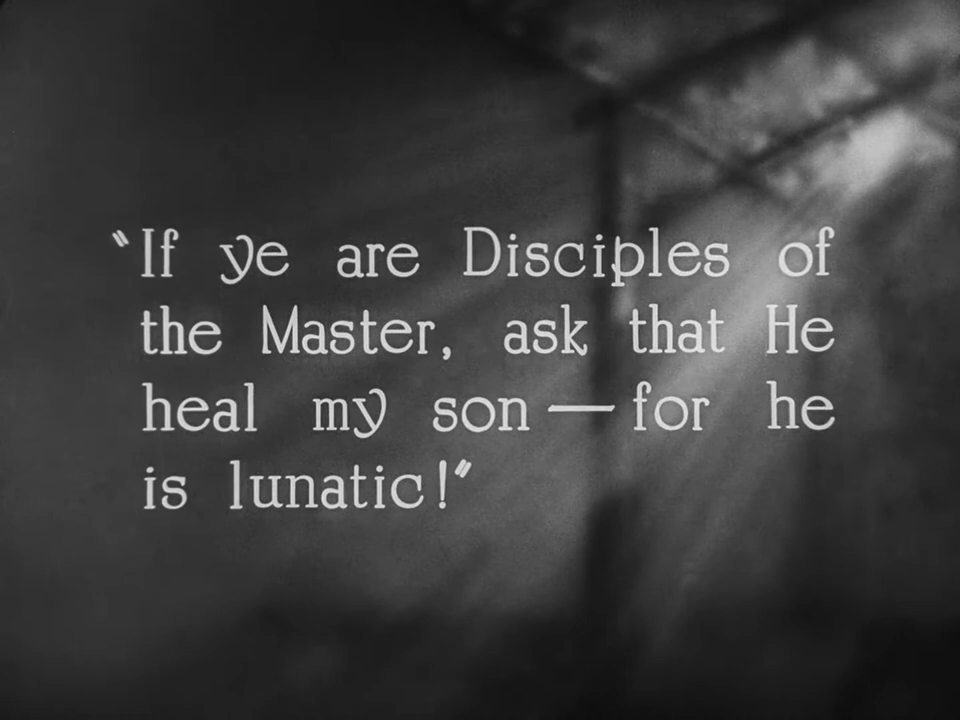 "If ye are Disciples of
the Master, ask that He
heal my son — for he
is lunatic!"